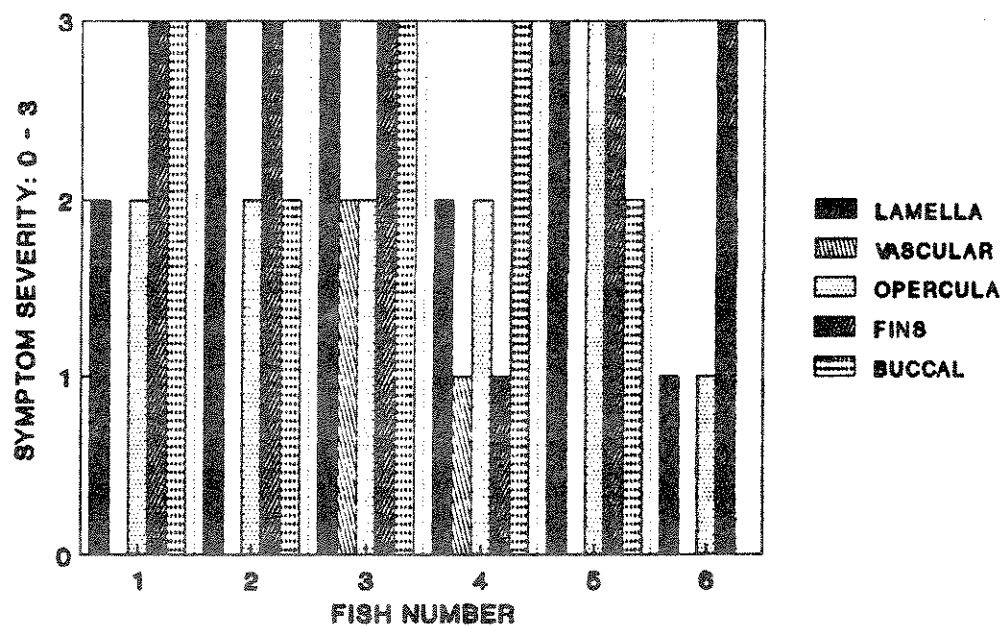 SYMPTOM SEVERITY: 0 - 3
3
2
1
0
1 2 3 4 5 6
FISH NUMBER
LAMELLA
VASCULAR
OPERCULA
FINS
BUCCAL